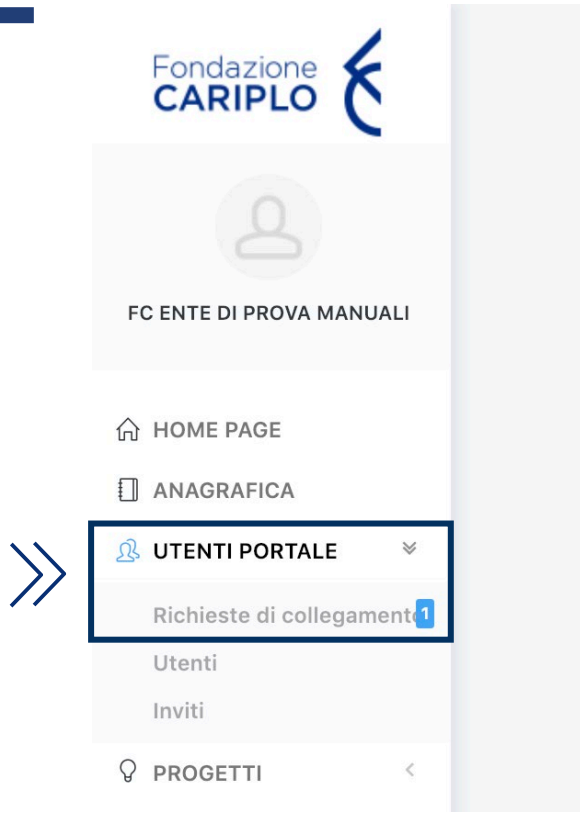 Fondazione
CARIPLO
FC ENTE DI PROVA MANUALI
HOME PAGE
ANAGRAFICA
UTENTI PORTALE
Richieste di collegamento 1
Utenti
Inviti
PROGETTI